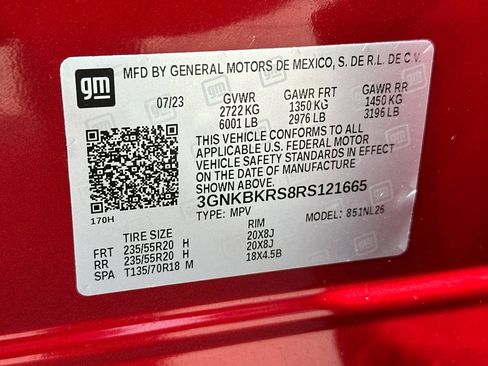 gm
MFD BY GENERAL MOTORS DE MEXICO, S. DE R.L. DE C.V.
07/23 GVWR GAWR FRT GAWR RR
2722 KG 1350 KG 1450 KG
6001 LB 2976 LB 3196 LB
THIS VEHICLE CONFORMS TO ALL
APPLICABLE U.S. FEDERAL MOTOR
VEHICLE SAFETY STANDARDS IN
EFFECT ON THE DATE OF MANUFACTURE
SHOWN ABOVE.
3GNKBKRS8RS121665
170H TYPE: MPV MODEL: 851NL26
TIRE SIZE RIM
FRT 235/55R20 H 20X8J
RR 235/55R20 H 20X8J
SPA T135/70R18 M 18X4.5B